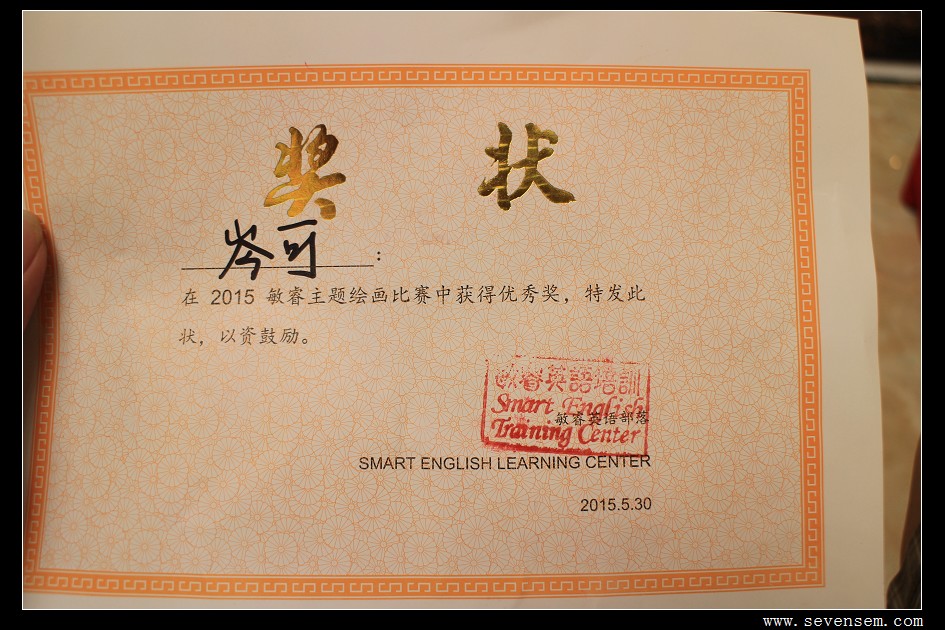 奖 状
岑可:
在 2015 敏睿主题绘画比赛中获得优秀奖，特发此
状，以资鼓励。
敏睿英語培訓
Smart English
敏睿英语部落
Training Center
SMART ENGLISH LEARNING CENTER
2015.5.30
www.sevensem.com